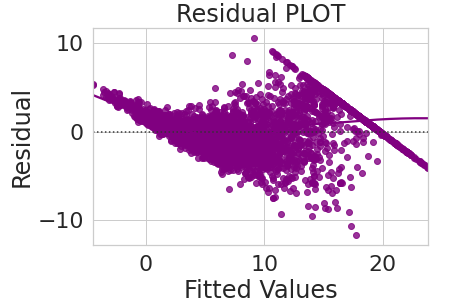 Residual PLOT
10
0
−10
Residual
0 10 20
Fitted Values